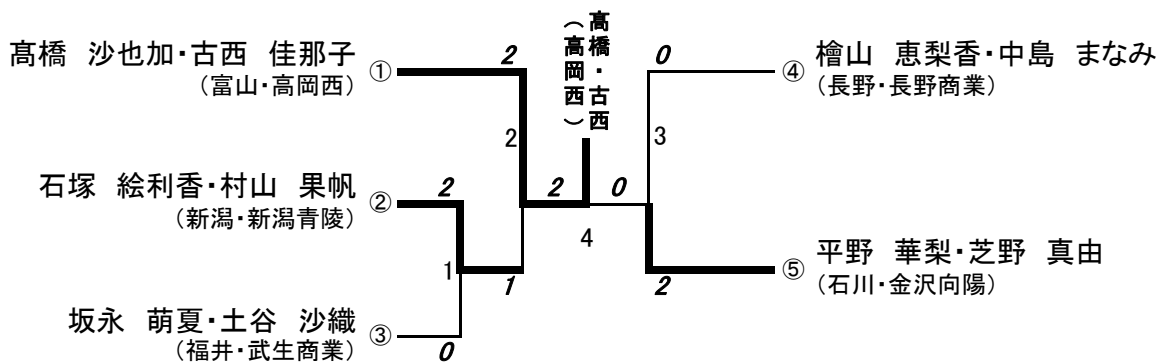 髙橋 沙也加・古西 佳那子
（富山・高岡西）
①
2
2
石塚 絵利香・村山 果帆
（新潟・新潟青陵）
②
2
1
1
坂永 萌夏・土谷 沙織
（福井・武生商業）
③
0
髙橋・古西
（高岡西）
2
0
4
0
3
④
檜山 恵梨香・中島 まなみ
（長野・長野商業）
2
⑤
平野 華梨・芝野 真由
（石川・金沢向陽）